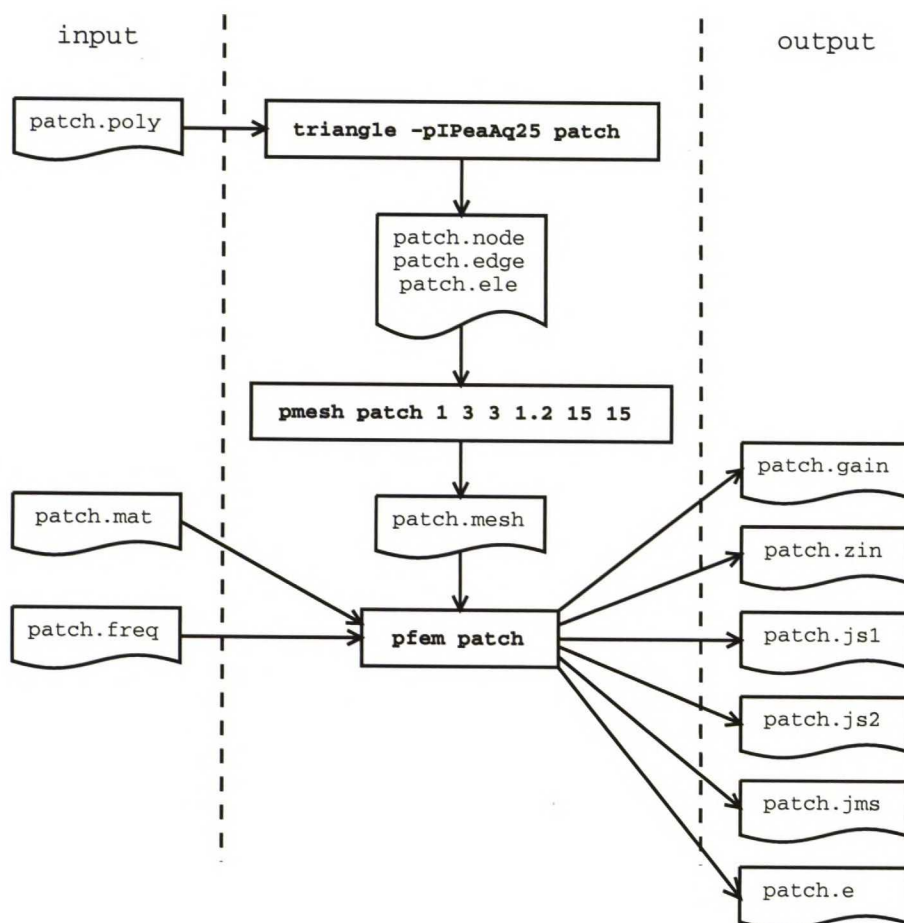 input
output
patch.poly
triangle -pIPeaAq25 patch
patch.node
patch.edge
patch.ele
pmesh patch 1 3 3 1.2 15 15
patch.mat
patch.mesh
patch.freq
pfem patch
patch.gain
patch.zin
patch.js1
patch.js2
patch.jms
patch.e